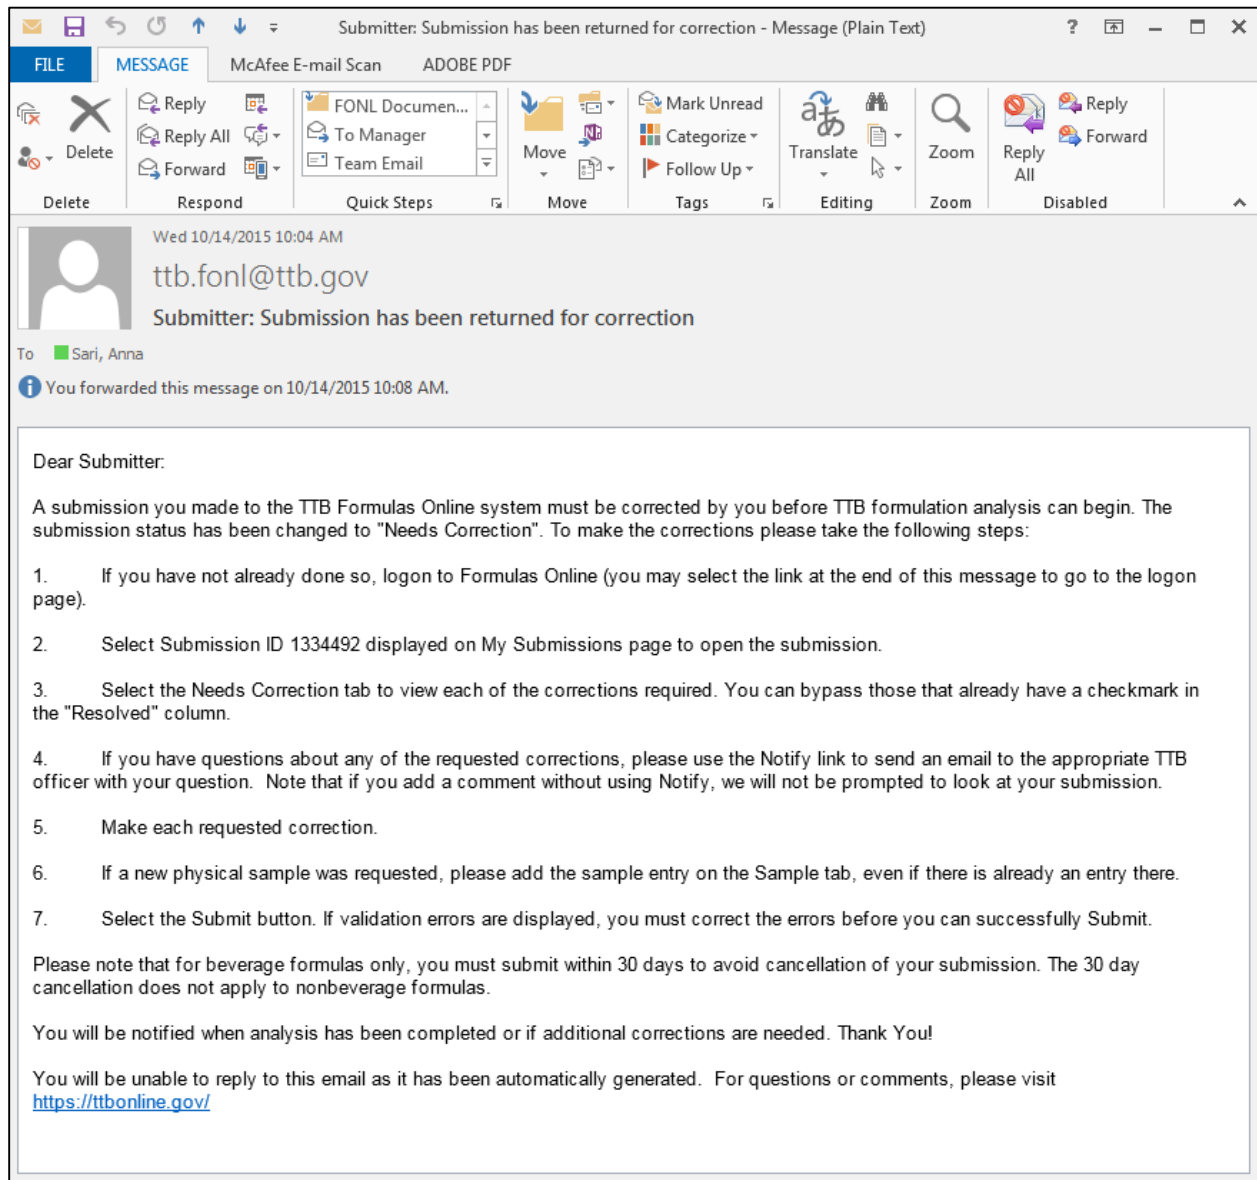 Submitter: Submission has been returned for correction - Message (Plain Text)
?
FILE MESSAGE McAfee E-mail Scan ADOBE PDF
Delete
Delete
Reply
Reply All
Forward
Respond
FONL Documen...
To Manager
Team Email
Quick Steps
Move
Move
Mark Unread
Categorize
Follow Up
Tags
Translate
Editing
Zoom
Zoom
Reply
All
Reply
Forward
Disabled
Wed 10/14/2015 10:04 AM
ttb.fonl@ttb.gov
Submitter: Submission has been returned for correction
To Sari, Anna
You forwarded this message on 10/14/2015 10:08 AM.
Dear Submitter:
A submission you made to the TTB Formulas Online system must be corrected by you before TTB formulation analysis can begin. The
submission status has been changed to "Needs Correction". To make the corrections please take the following steps:
1. If you have not already done so, logon to Formulas Online (you may select the link at the end of this message to go to the logon
page).
2. Select Submission ID 1334492 displayed on My Submissions page to open the submission.
3. Select the Needs Correction tab to view each of the corrections required. You can bypass those that already have a checkmark in
the "Resolved" column.
4. If you have questions about any of the requested corrections, please use the Notify link to send an email to the appropriate TTB
officer with your question. Note that if you add a comment without using Notify, we will not be prompted to look at your submission.
5. Make each requested correction.
6. If a new physical sample was requested, please add the sample entry on the Sample tab, even if there is already an entry there.
7. Select the Submit button. If validation errors are displayed, you must correct the errors before you can successfully Submit.
Please note that for beverage formulas only, you must submit within 30 days to avoid cancellation of your submission. The 30 day
cancellation does not apply to nonbeverage formulas.
You will be notified when analysis has been completed or if additional corrections are needed. Thank You!
You will be unable to reply to this email as it has been automatically generated. For questions or comments, please visit
https://ttbonline.gov/